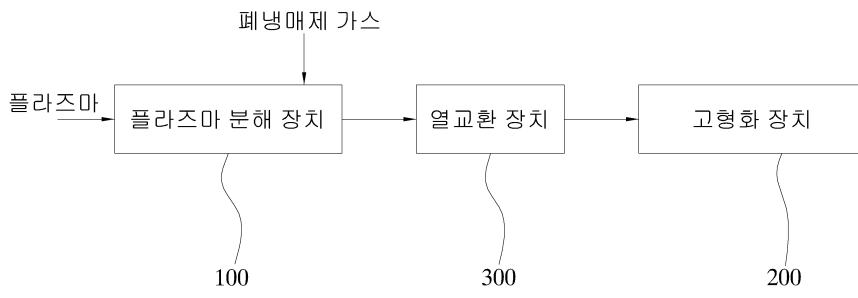 폐냉매제 가스
플라즈마
플라즈마 분해 장치
열교환 장치
고형화 장치
100
300
200